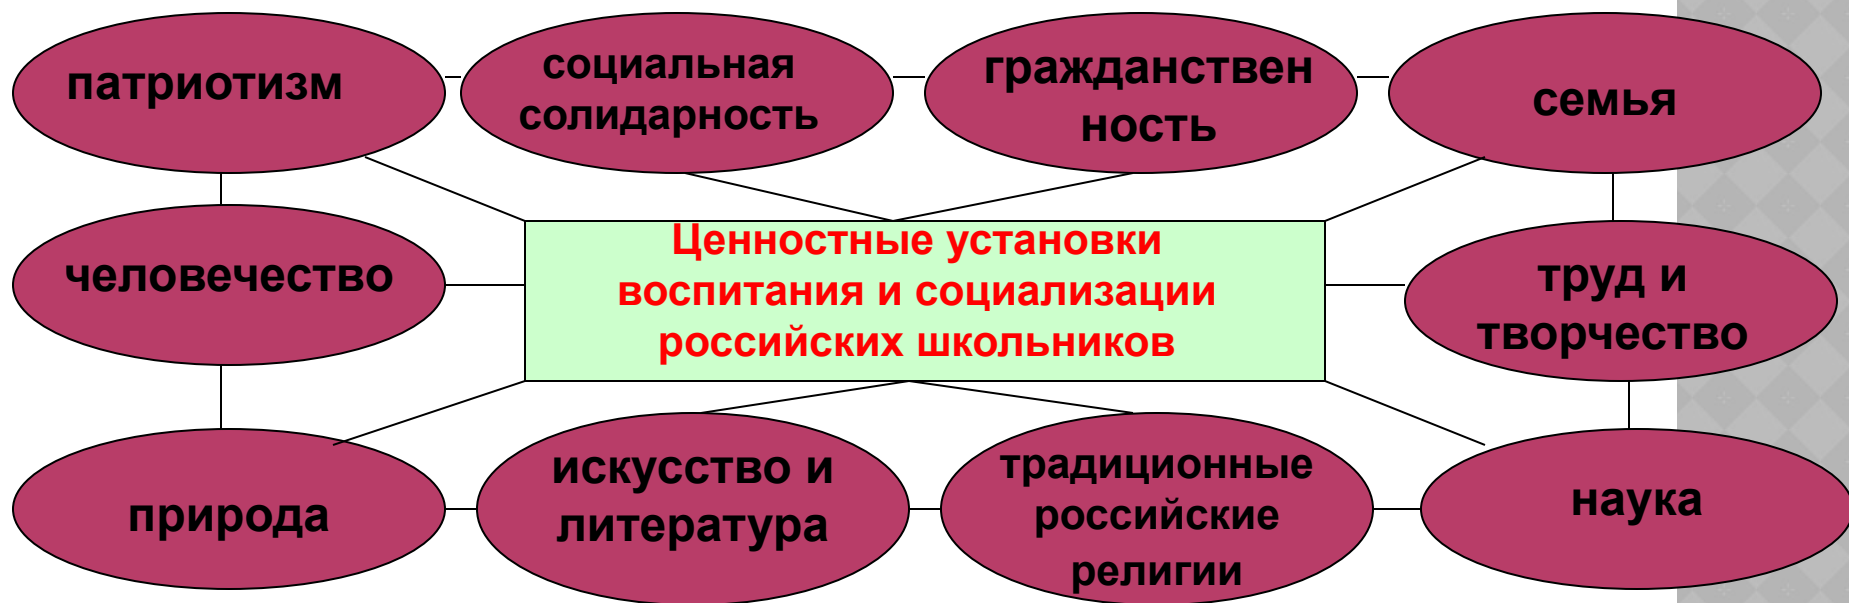 патриотизм
социальная
солидарность
гражданствен
ность
семья
человечество
Ценностные установки
воспитания и социализации
российских школьников
труд и
творчество
природа
искусство и
литература
традиционные
российские
религии
наука